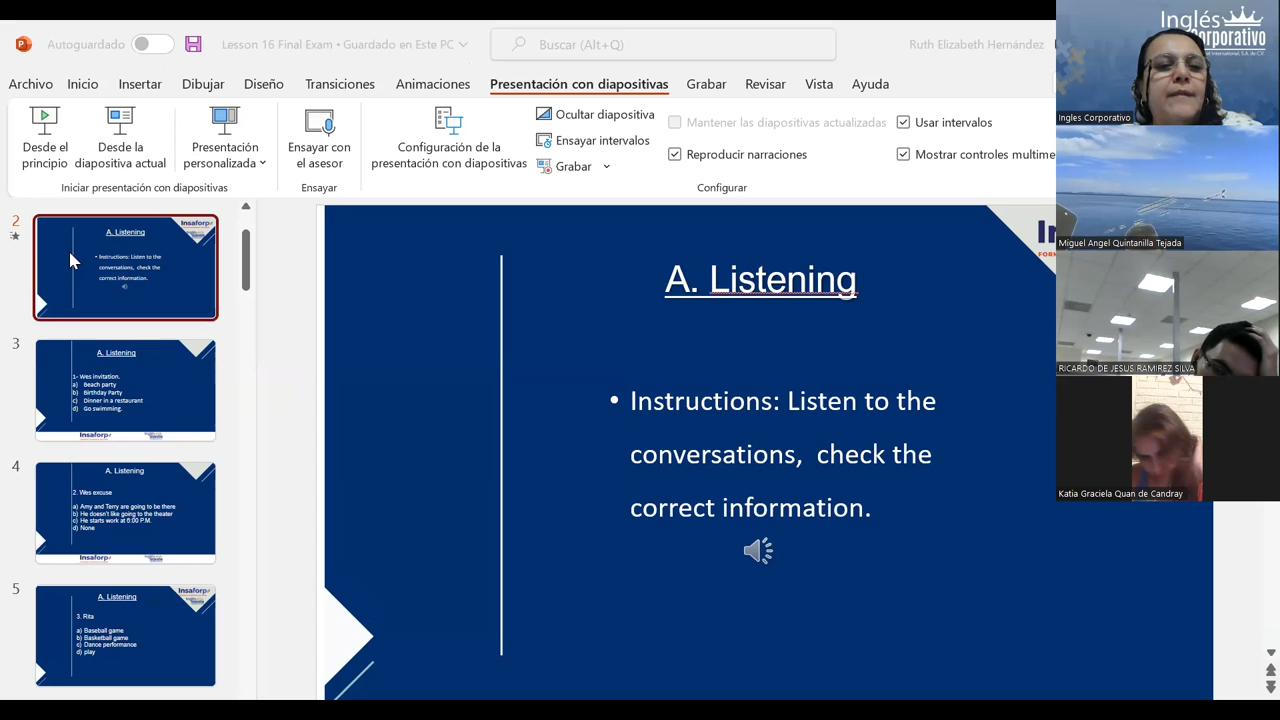 Autoguardado
Lesson 16 Final Exam • Guardado en Este PC
Buscar (Alt+Q)
Ruth Elizabeth Hernández
Archivo
Inicio
Insertar
Dibujar
Diseño
Transiciones
Animaciones
Presentación con diapositivas
Grabar
Revisar
Vista
Ayuda
Desde el principio
Desde la diapositiva actual
Presentación personalizada
Ensayar con el asesor
Configuración de la presentación con diapositivas
Ocultar diapositiva
Ensayar intervalos
Grabar
Mantener las diapositivas actualizadas
Reproducir narraciones
Usar intervalos
Mostrar controles multime
Iniciar presentación con diapositivas
Ensayar
Configurar
2
Insaforp
A. Listening
• Instructions: Listen to the
conversations, check the
correct information.
3
A. Listening
1- Wes invitation.
a) Beach party
b) Birthday Party
c) Dinner in a restaurant
d) Go swimming.
Insaforp
4
A. Listening
2. Wes excuse
a) Amy and Terry are going to be there
b) He doesn't like going to the theater
c) He starts work at 6:00 P.M.
d) None
Insaforp
5
Insaforp
A. Listening
3. Rita
a) Baseball game
b) Basketball game
c) Dance performance
d) play
A. Listening
• Instructions: Listen to the
conversations, check the
correct information.
Inglés
Corporativo
Ingles Corporativo
Miguel Angel Quintanilla Tejada
RICARDO DE JESUS RAMIREZ SILVA
Katia Graciela Quan de Candray